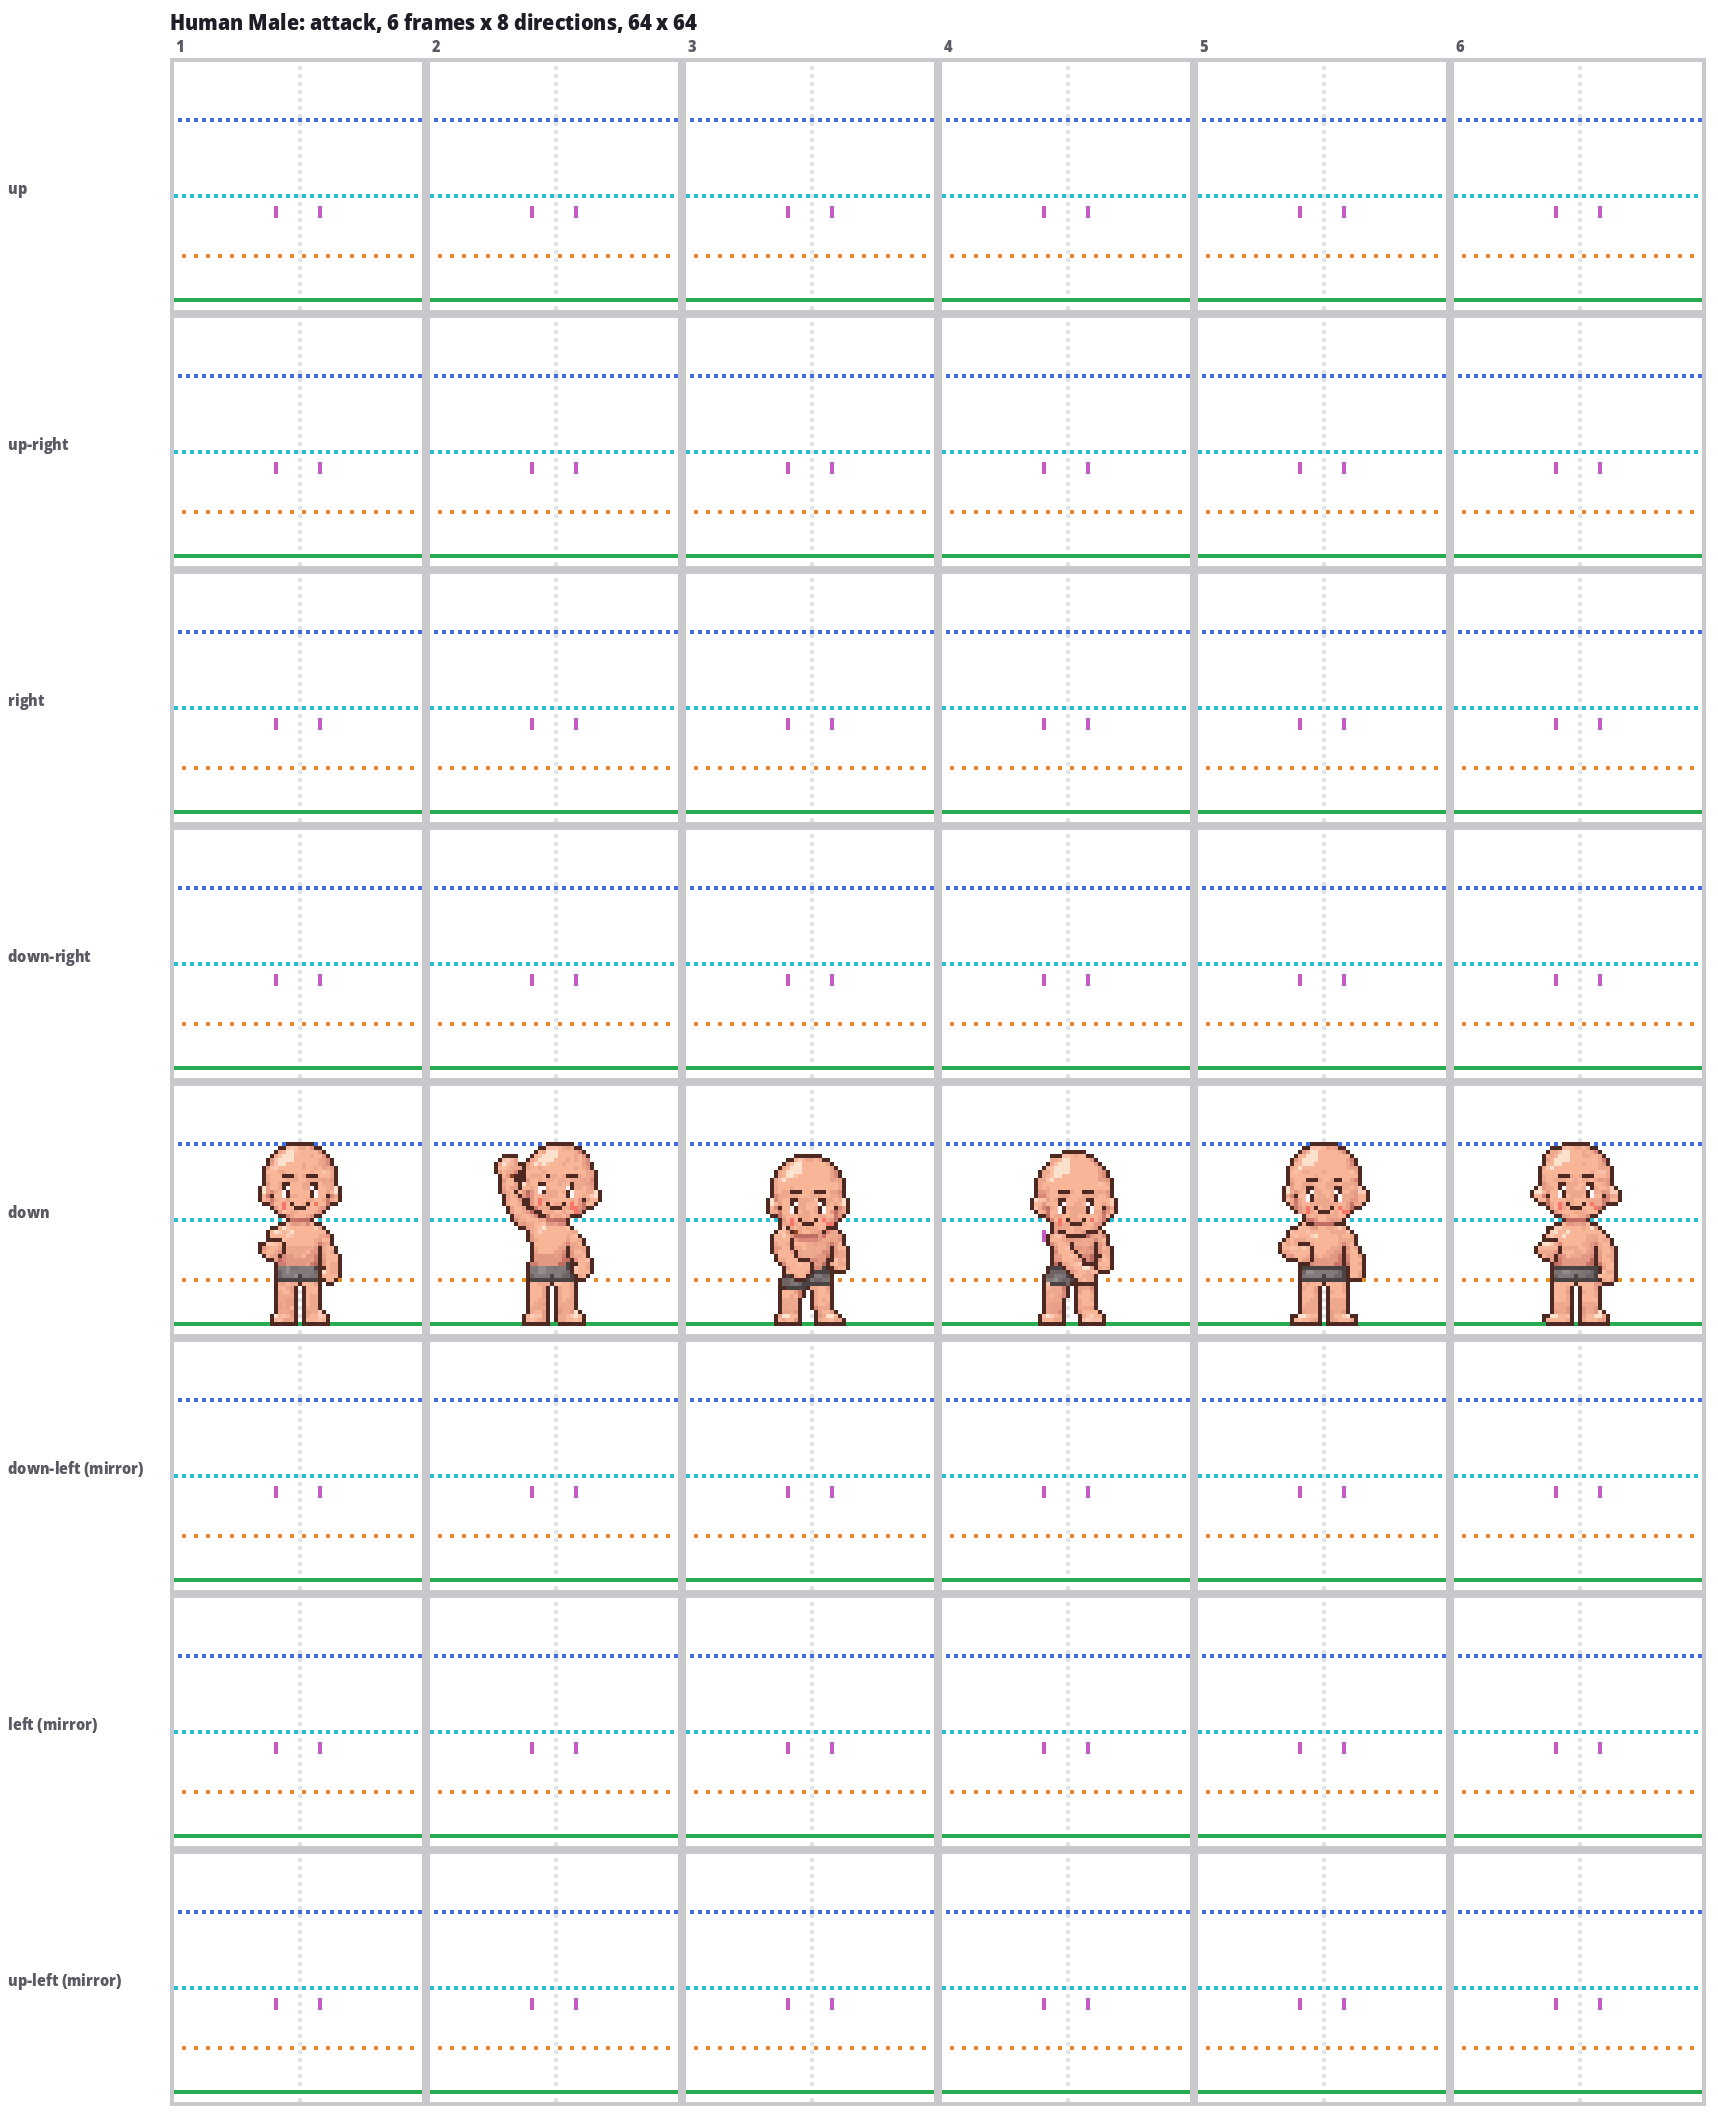 Human Male: attack, 6 frames x 8 directions, 64 x 64
1 2 3 4 5 6
up
up-right
right
down-right
down
down-left (mirror)
left (mirror)
up-left (mirror)